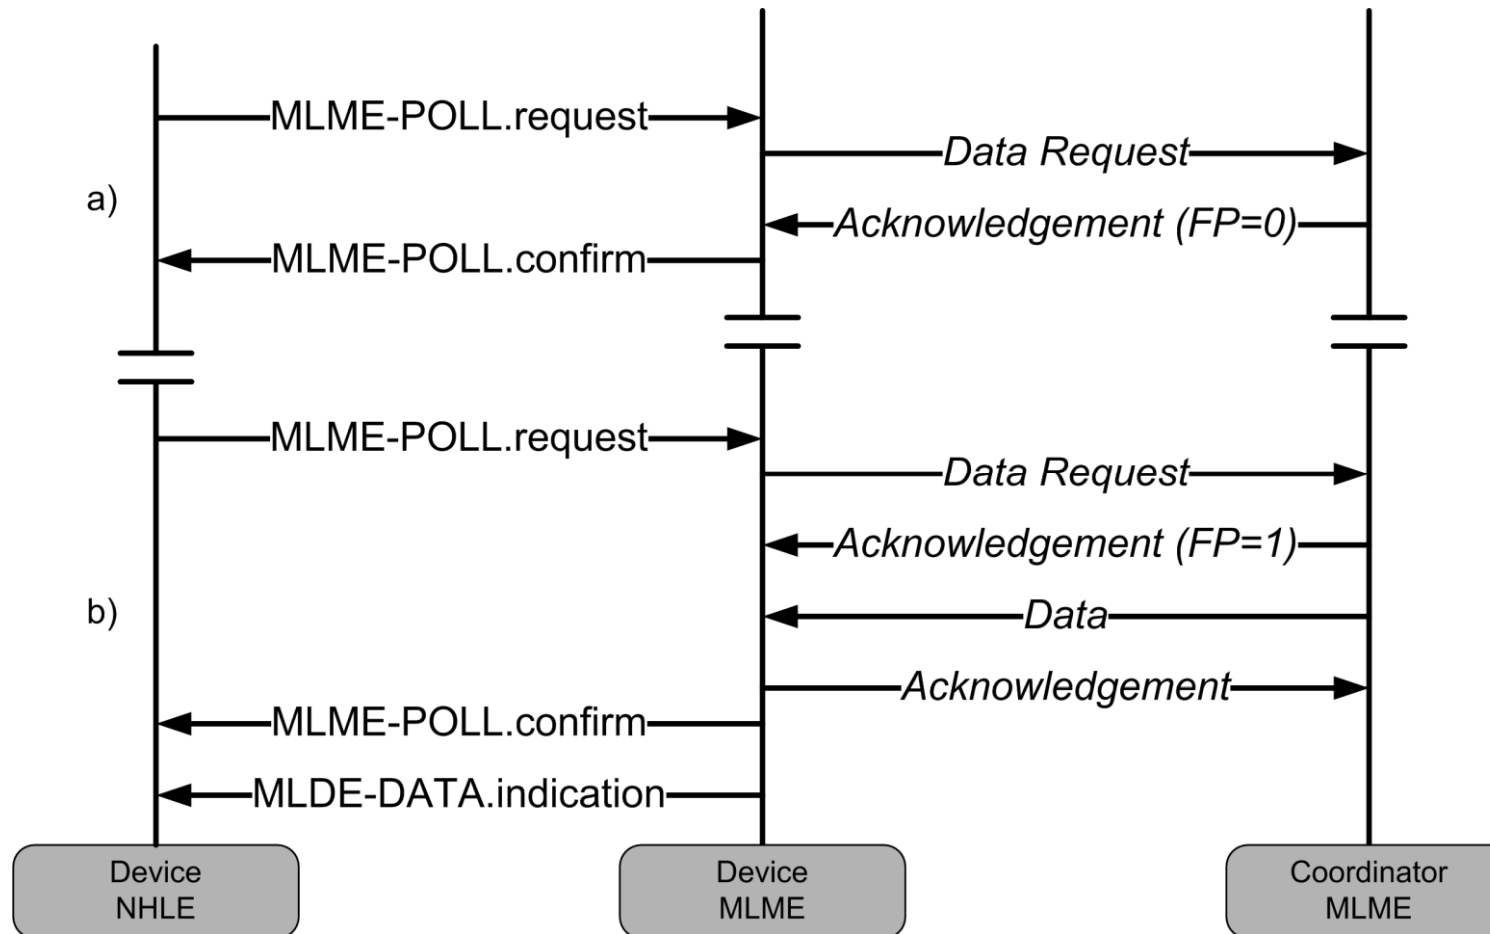 MLME-POLL.request
Data Request
a)
Acknowledgement (FP=0)
MLME-POLL.confirm
MLME-POLL.request
Data Request
Acknowledgement (FP=1)
b)
Data
Acknowledgement
MLME-POLL.confirm
MLDE-DATA.indication
Device
NHLE
Device
MLME
Coordinator
MLME